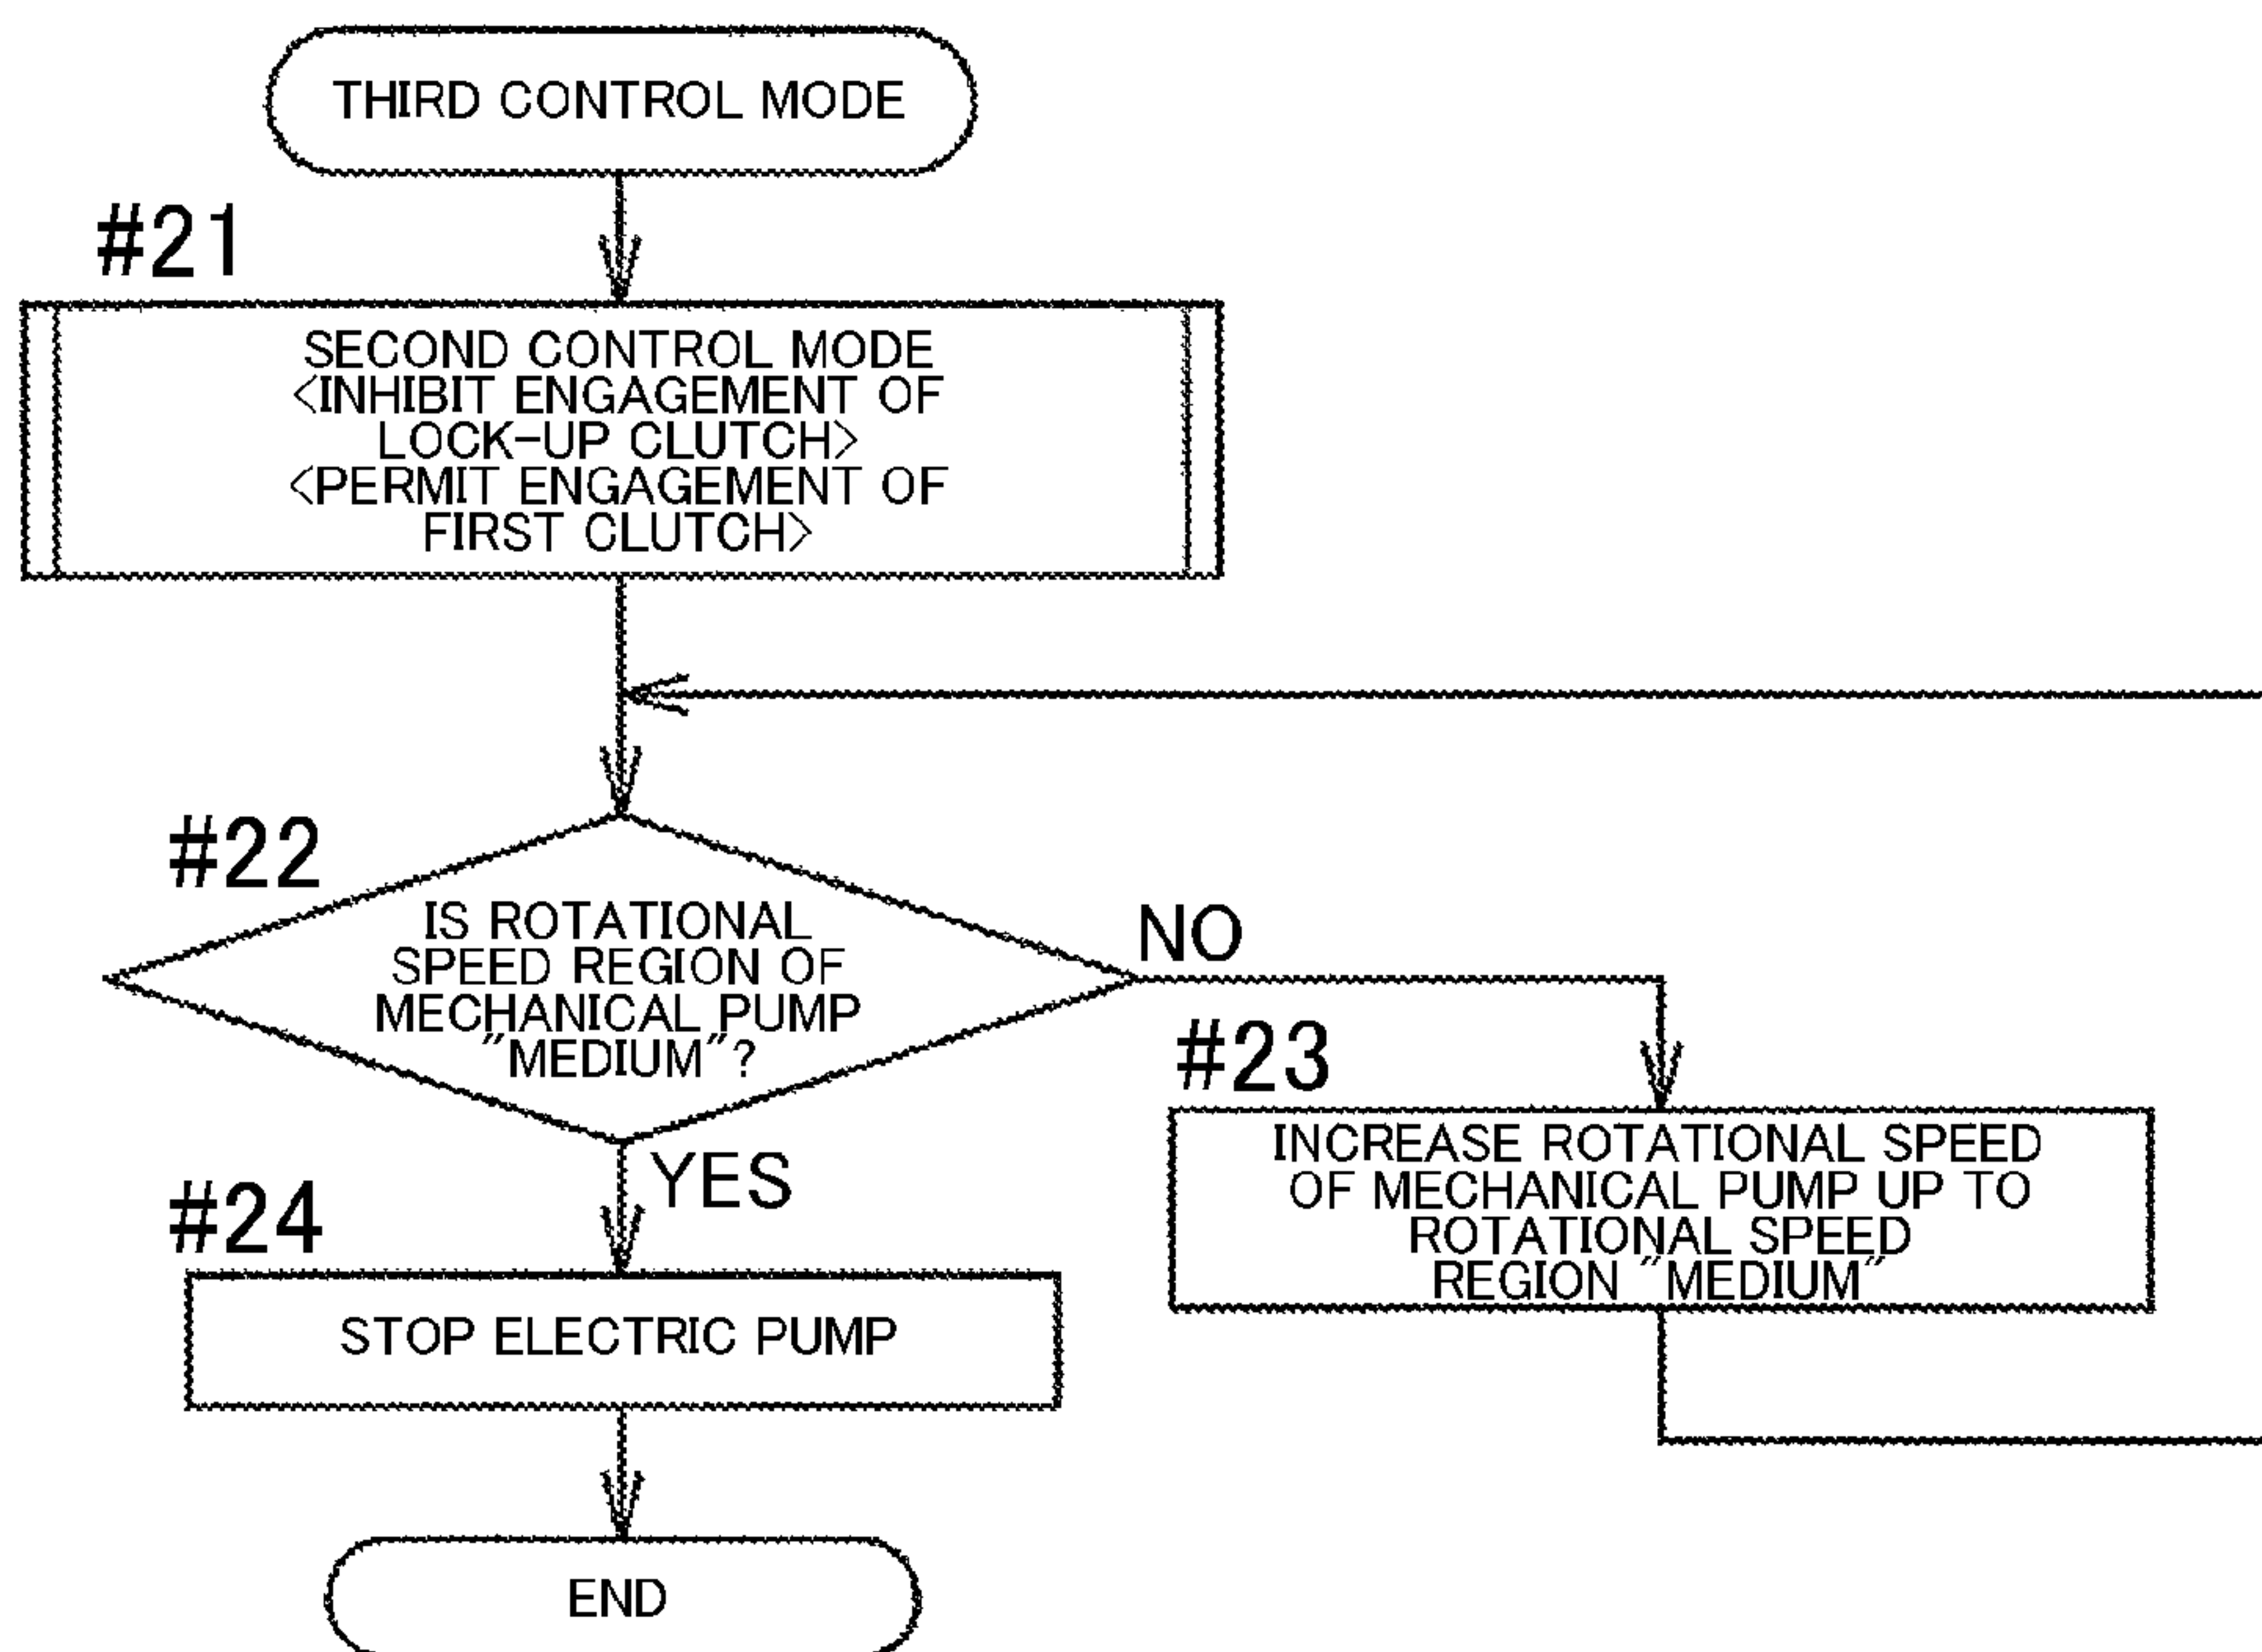 THIRD CONTROL MODE
#21
SECOND CONTROL MODE
<INHIBIT ENGAGEMENT OF
LOCK-UP CLUTCH>
<PERMIT ENGAGEMENT OF
FIRST CLUTCH>
#22
IS ROTATIONAL
SPEED REGION OF
MECHANICAL PUMP
"MEDIUM"?
NO
#23
INCREASE ROTATIONAL SPEED
OF MECHANICAL PUMP UP TO
ROTATIONAL SPEED
REGION "MEDIUM"
YES
#24
STOP ELECTRIC PUMP
END